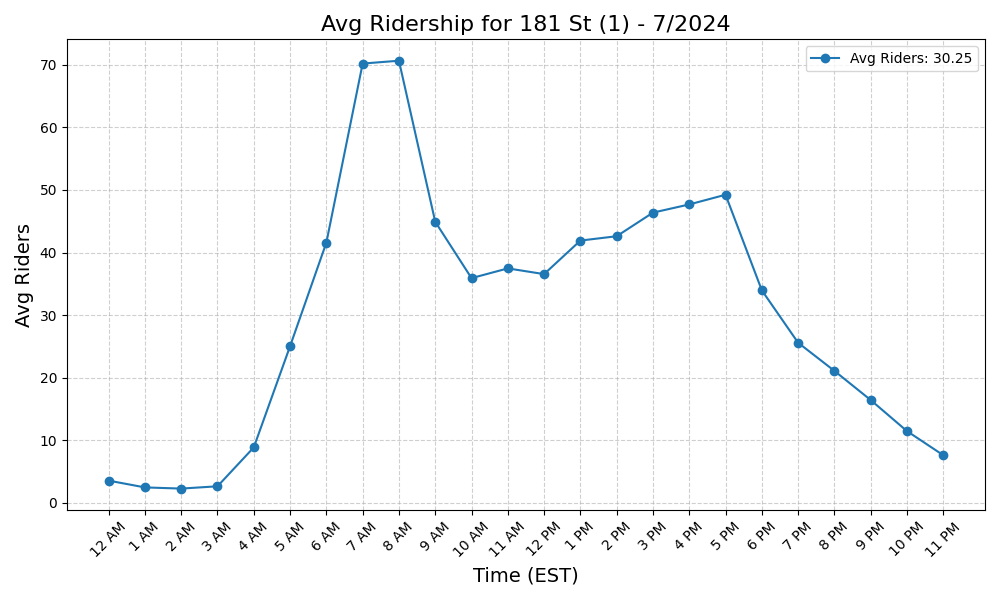 Avg Ridership for 181 St (1) - 7/2024
Avg Riders: 30.25
Avg Riders
70
60
50
40
30
20
10
0
12 AM
1 AM
2 AM
3 AM
4 AM
5 AM
6 AM
7 AM
8 AM
9 AM
10 AM
11 AM
12 PM
1 PM
2 PM
3 PM
4 PM
5 PM
6 PM
7 PM
8 PM
9 PM
10 PM
11 PM
Time (EST)